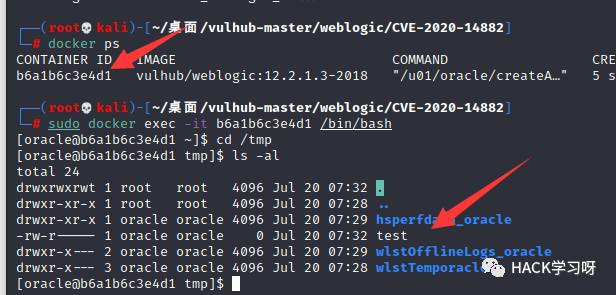 ┌──(root💀kali)-[~/桌面/vulhub-master/weblogic/CVE-2020-14882]
└─# docker ps
CONTAINER ID   IMAGE   COMMAND   CRE
b6a1b6c3e4d1   vulhub/weblogic:12.2.1.3-2018   "/u01/oracle/createA…"   5 s
┌──(root💀kali)-[~/桌面/vulhub-master/weblogic/CVE-2020-14882]
└─# sudo docker exec -it b6a1b6c3e4d1 /bin/bash
[oracle@b6a1b6c3e4d1 ~]$ cd /tmp
[oracle@b6a1b6c3e4d1 tmp]$ ls -al
total 24
drwxrwxrwt 1 root   root   4096 Jul 20 07:32 .
drwxr-xr-x 1 root   root   4096 Jul 20 07:28 ..
drwxr-xr-x 1 oracle oracle 4096 Jul 20 07:29 hsperfdata_oracle
-rw-r----- 1 oracle oracle    0 Jul 20 07:32 test
drwxr-x--- 2 oracle oracle 4096 Jul 20 07:29 wlstOfflineLogs_oracle
drwxr-x--- 3 oracle oracle 4096 Jul 20 07:28 wlstTemporacle
[oracle@b6a1b6c3e4d1 tmp]$
HACK学习呀